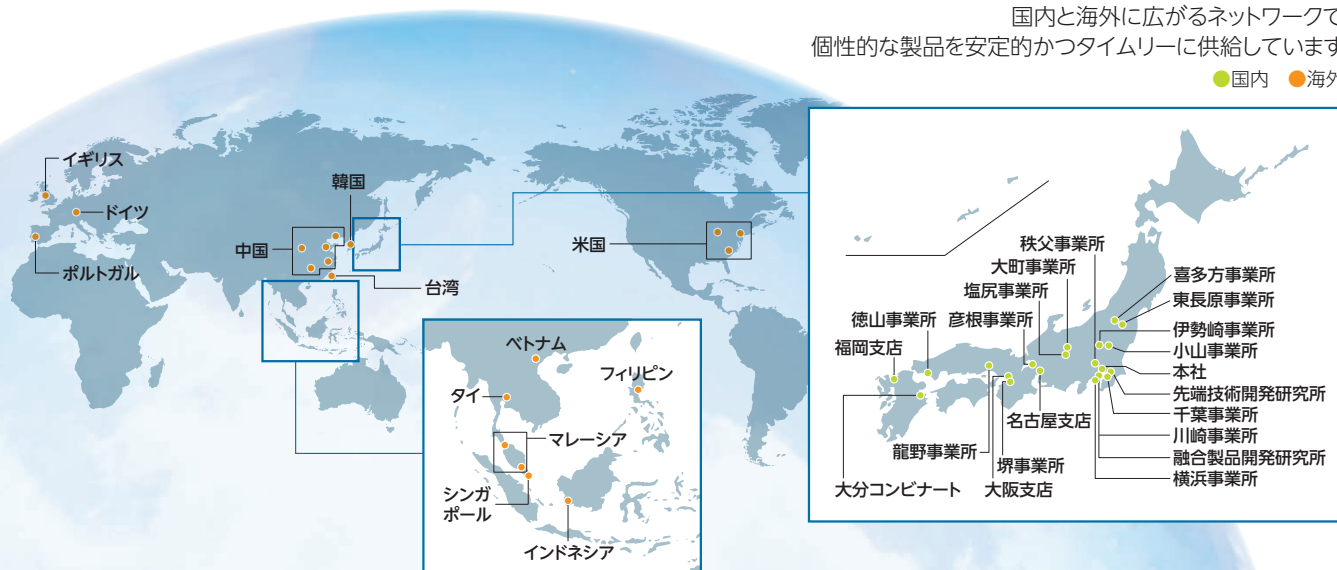 国内と海外に広がるネットワークで
個性的な製品を安定的かつタイムリーに供給しています
●国内 ●海外
イギリス
ドイツ
ポルトガル
韓国
中国
台湾
米国
ベトナム
フィリピン
タイ
マレーシア
シンガ
ポール
インドネシア
秩父事業所
大町事業所
塩尻事業所
徳山事業所
彦根事業所
福岡支店
喜多方事業所
東長原事業所
伊勢崎事業所
小山事業所
本社
先端技術開発研究所
千葉事業所
川崎事業所
融合製品開発研究所
横浜事業所
名古屋支店
龍野事業所
堺事業所
大分コンビナート
大阪支店